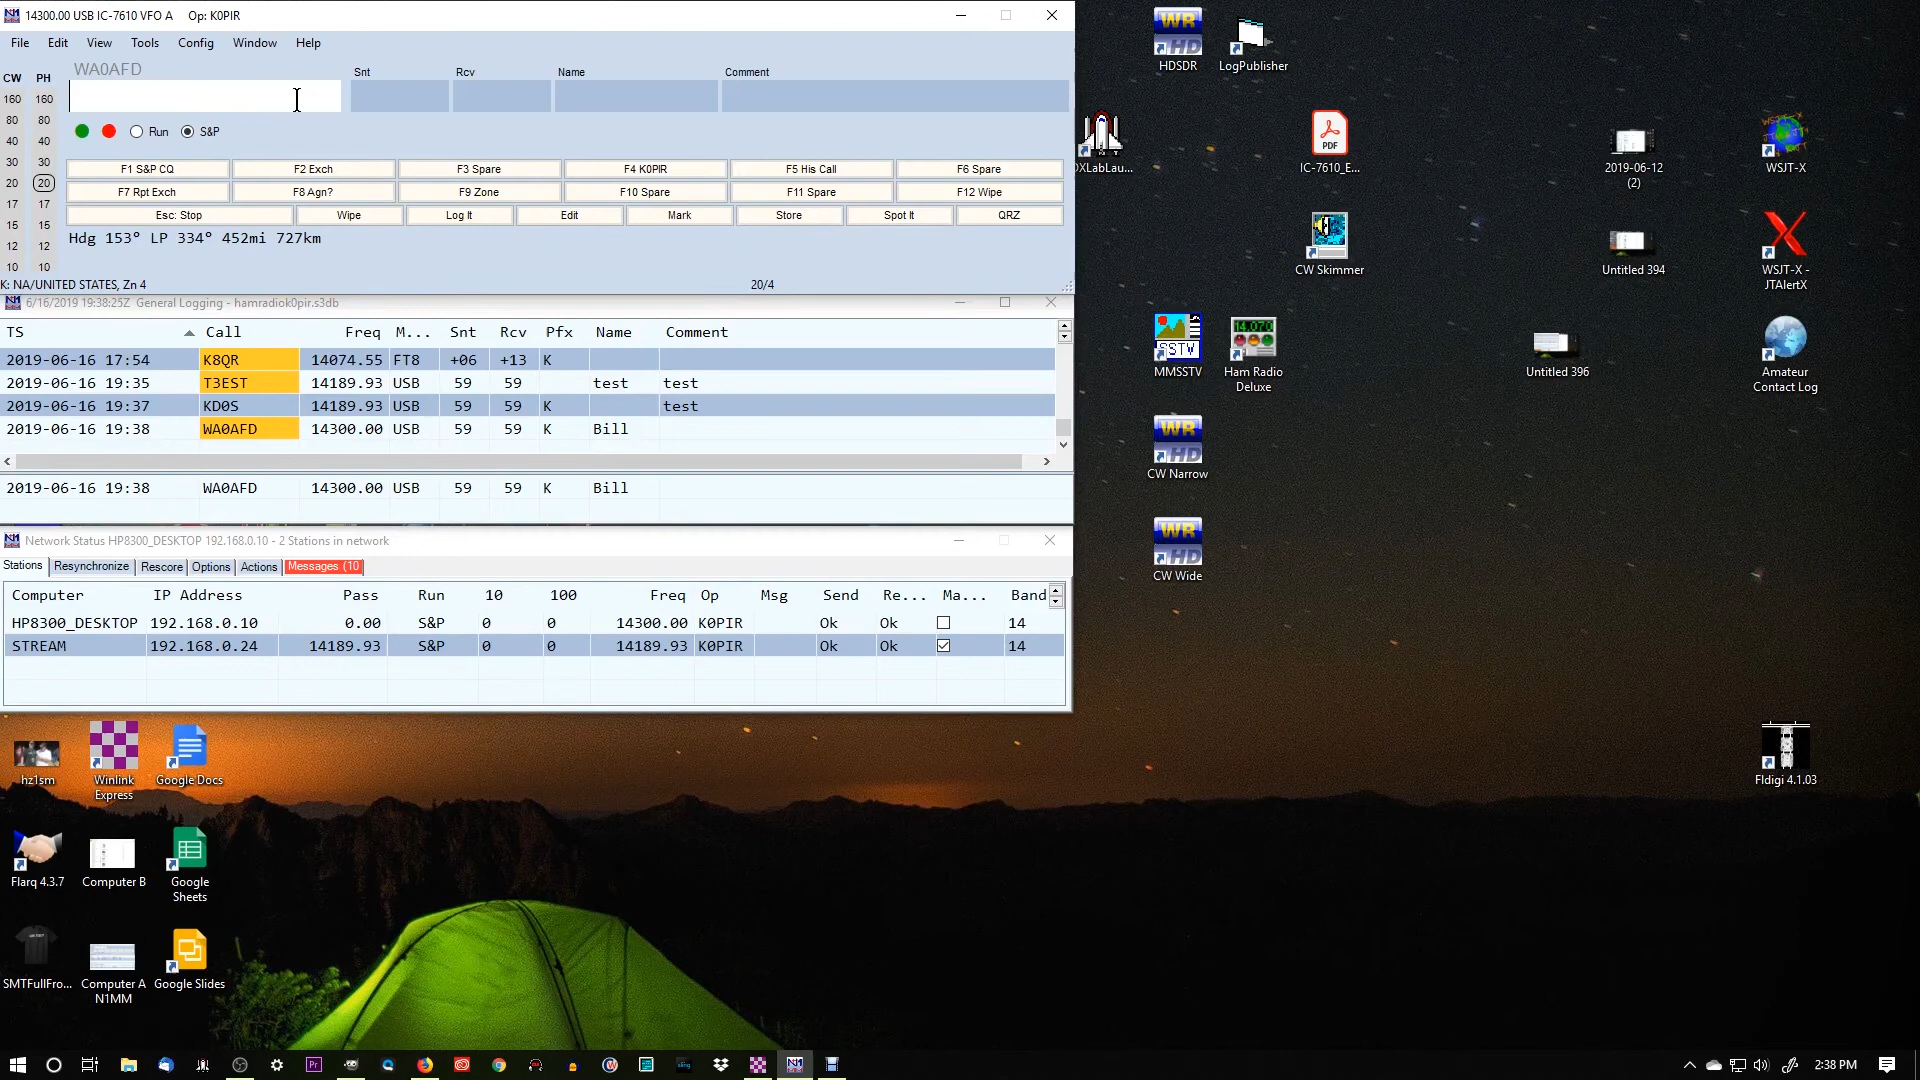 14300.00 USB IC-7610 VFO A Op: K0PIR
File Edit View Tools Config Window Help
WA0AFD
Snt Rcv Name Comment
CW PH
160 160
80 80
40 40
30 30
20 20
17 17
15 15
12 12
10 10
Run S&P
F1 S&P CQ F2 Exch F3 Spare F4 K0PIR F5 His Call F6 Spare
F7 Rpt Exch F8 Agn? F9 Zone F10 Spare F11 Spare F12 Wipe
Esc: Stop Wipe Log It Edit Mark Store Spot It QRZ
Hdg 153° LP 334° 452mi 727km
K: NA/UNITED STATES, Zn 4 20/4
6/16/2019 19:38:25Z General Logging - hamradiok0pir.s3db
TS Call Freq M... Snt Rcv Pfx Name Comment
2019-06-16 17:54 K8QR 14074.55 FT8 +06 +13 K
2019-06-16 19:35 T3EST 14189.93 USB 59 59 test test
2019-06-16 19:37 KD0S 14189.93 USB 59 59 K test
2019-06-16 19:38 WA0AFD 14300.00 USB 59 59 K Bill
2019-06-16 19:38 WA0AFD 14300.00 USB 59 59 K Bill
Network Status HP8300_DESKTOP 192.168.0.10 - 2 Stations in network
Stations Resynchronize Rescore Options Actions Messages (10
Computer IP Address Pass Run 10 100 Freq Op Msg Send Re... Ma... Band
HP8300_DESKTOP 192.168.0.10 0.00 S&P 0 0 14300.00 K0PIR Ok Ok 14
STREAM 192.168.0.24 14189.93 S&P 0 0 14189.93 K0PIR Ok Ok 14
HDSDR
LogPublisher
DXLabLau...
IC-7610_E...
PDF
2019-06-12
(2)
WSJT-X
CW Skimmer
Untitled 394
WSJT-X -
JTAlertX
SSTV
MMSSTV
14.070
Ham Radio
Deluxe
Untitled 396
Amateur
Contact Log
CW Narrow
CW Wide
hz1sm
Winlink
Express
Google Docs
Fldigi 4.1.03
Flarq 4.3.7
Computer B
Google
Sheets
SMTFullFro...
Computer A
N1MM
Google Slides
2:38 PM